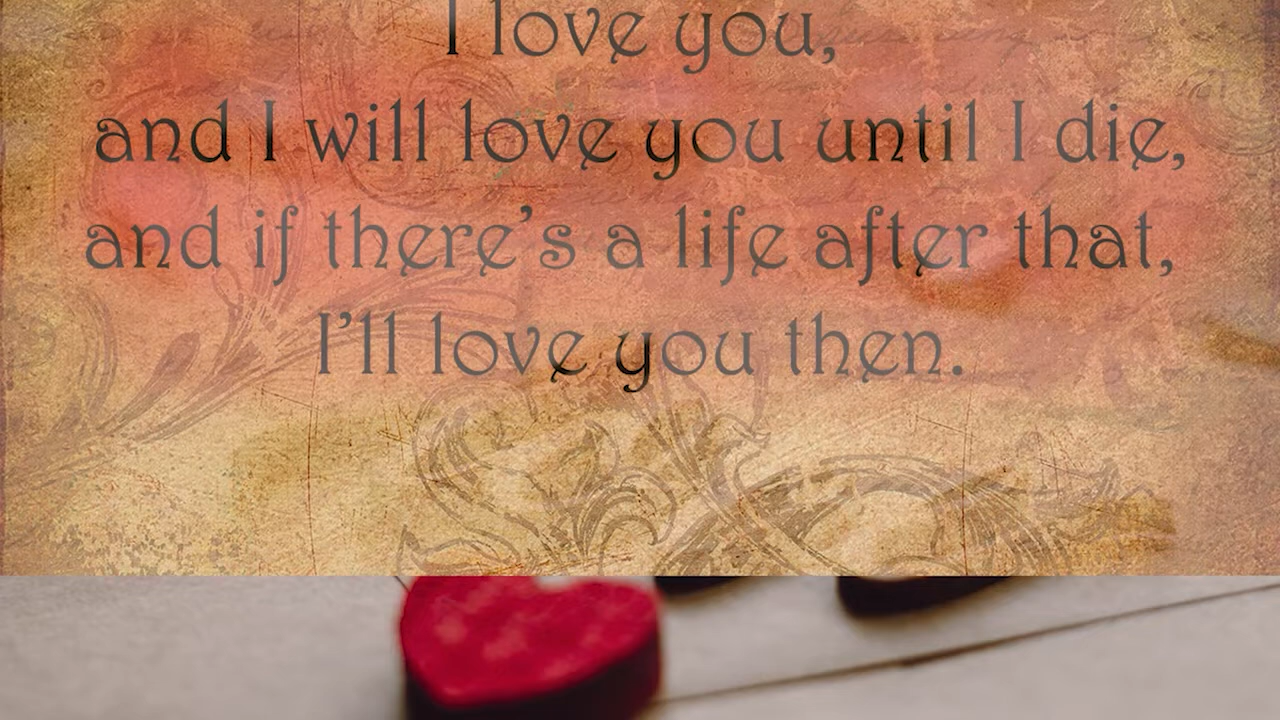 I love you,
and I will love you until I die,
and if there's a life after that,
I'll love you then.